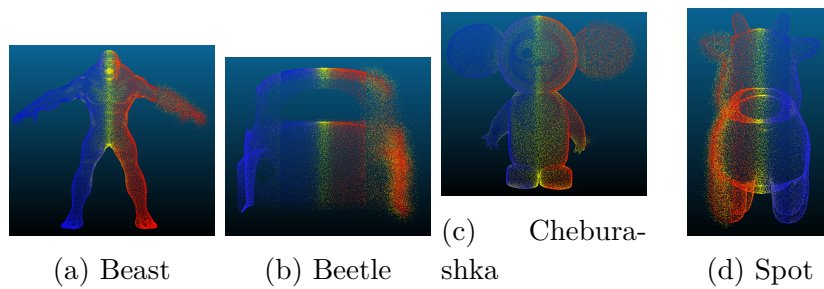 (a) Beast
(b) Beetle
(c) Chebura-
shka
(d) Spot